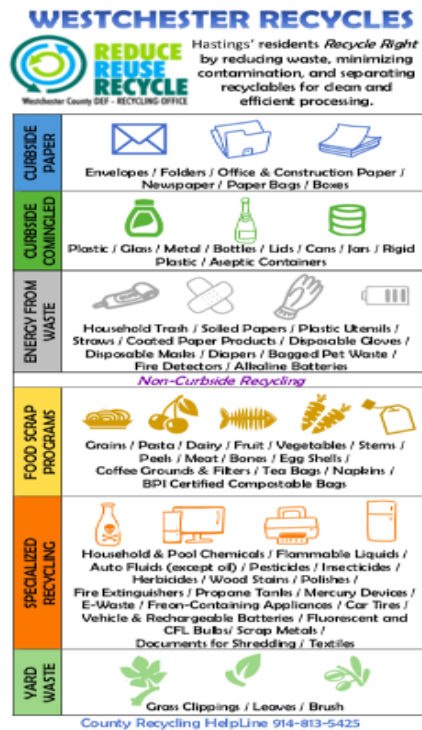 WESTCHESTER RECYCLES
REDUCE
REUSE
RECYCLE
Westchester County DEF - RECYCLING OFFICE
Hastings' residents Recycle Right
by reducing waste, minimizing
contamination, and separating
recyclables for clean and
efficient processing.
CURBSIDE
PAPER
Envelopes / Folders / Office & Construction Paper /
Newspaper / Paper Bags / Boxes
CURBSIDE
COMINGLED
Plastic / Glass / Metal / Bottles / Lids / Cans / Jars / Rigid
Plastic / Aseptic Containers
ENERGY FROM
WASTE
Household Trash / Soiled Papers / Plastic Utensils /
Straws / Coated Paper Products / Disposable Gloves /
Disposable Masks / Diapers / Bagged Pet Waste /
Fire Detectors / Alkaline Batteries
Non-Curbside Recycling
FOOD SCRAP
PROGRAMS
Grains / Pasta / Dairy / Fruit / Vegetables / Stems /
Peels / Meat / Bones / Egg Shells /
Coffee Grounds & Filters / Tea Bags / Napkins /
BPI Certified Compostable Bags
SPECIALIZED
RECYCLING
Household & Pool Chemicals / Flammable Liquids /
Auto Fluids (except oil) / Pesticides / Insecticides /
Herbicides / Wood Stains / Polishes /
Fire Extinguishers / Propane Tanks / Mercury Devices /
E-Waste / Freon-Containing Appliances / Car Tires /
Vehicle & Rechargeable Batteries / Fluorescent and
CFL Bulbs/ Scrap Metals /
Documents for Shredding / Textiles
YARD
WASTE
Grass Clippings / Leaves / Brush
County Recycling HelpLine 914-813-5425